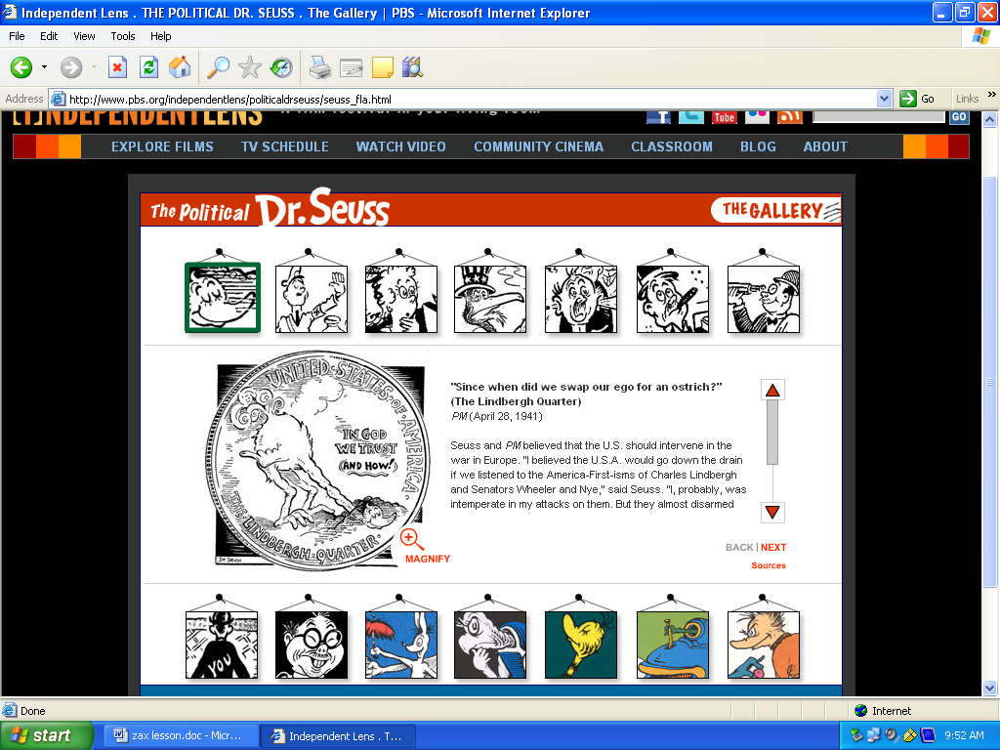 Independent Lens . THE POLITICAL DR. SEUSS . The Gallery | PBS - Microsoft Internet Explorer
File Edit View Tools Help
Address http://www.pbs.org/independentlens/politicaldrseuss/seuss_fla.html Go Links »
[I]NDEPENDENTLENS
Tube GO
EXPLORE FILMS TV SCHEDULE WATCH VIDEO COMMUNITY CINEMA CLASSROOM BLOG ABOUT
The Political Dr. Seuss THE GALLERY
UNITED STATES OF AMERICA
IN GOD
WE TRUST
(AND HOW!)
THE LINDBERGH QUARTER
Dr. Seuss
MAGNIFY
"Since when did we swap our ego for an ostrich?"
(The Lindbergh Quarter)
PM (April 28, 1941)
Seuss and PM believed that the U.S. should intervene in the
war in Europe. "I believed the U.S.A. would go down the drain
if we listened to the America-First-isms of Charles Lindbergh
and Senators Wheeler and Nye," said Seuss. "I, probably, was
intemperate in my attacks on them. But they almost disarmed
BACK | NEXT
Sources
YOU
Done Internet
start zax lesson.doc - Micr... Independent Lens . T... 9:52 AM